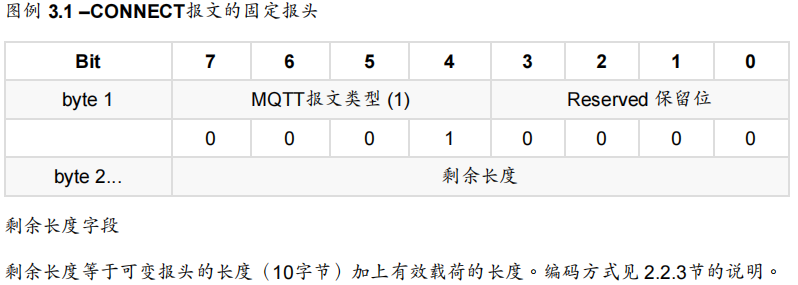 图例 3.1 –CONNECT报文的固定报头
Bit 7 6 5 4 3 2 1 0
byte 1 MQTT报文类型 (1) Reserved 保留位
0 0 0 1 0 0 0 0
byte 2... 剩余长度
剩余长度字段
剩余长度等于可变报头的长度（10字节）加上有效载荷的长度。编码方式见 2.2.3节的说明。